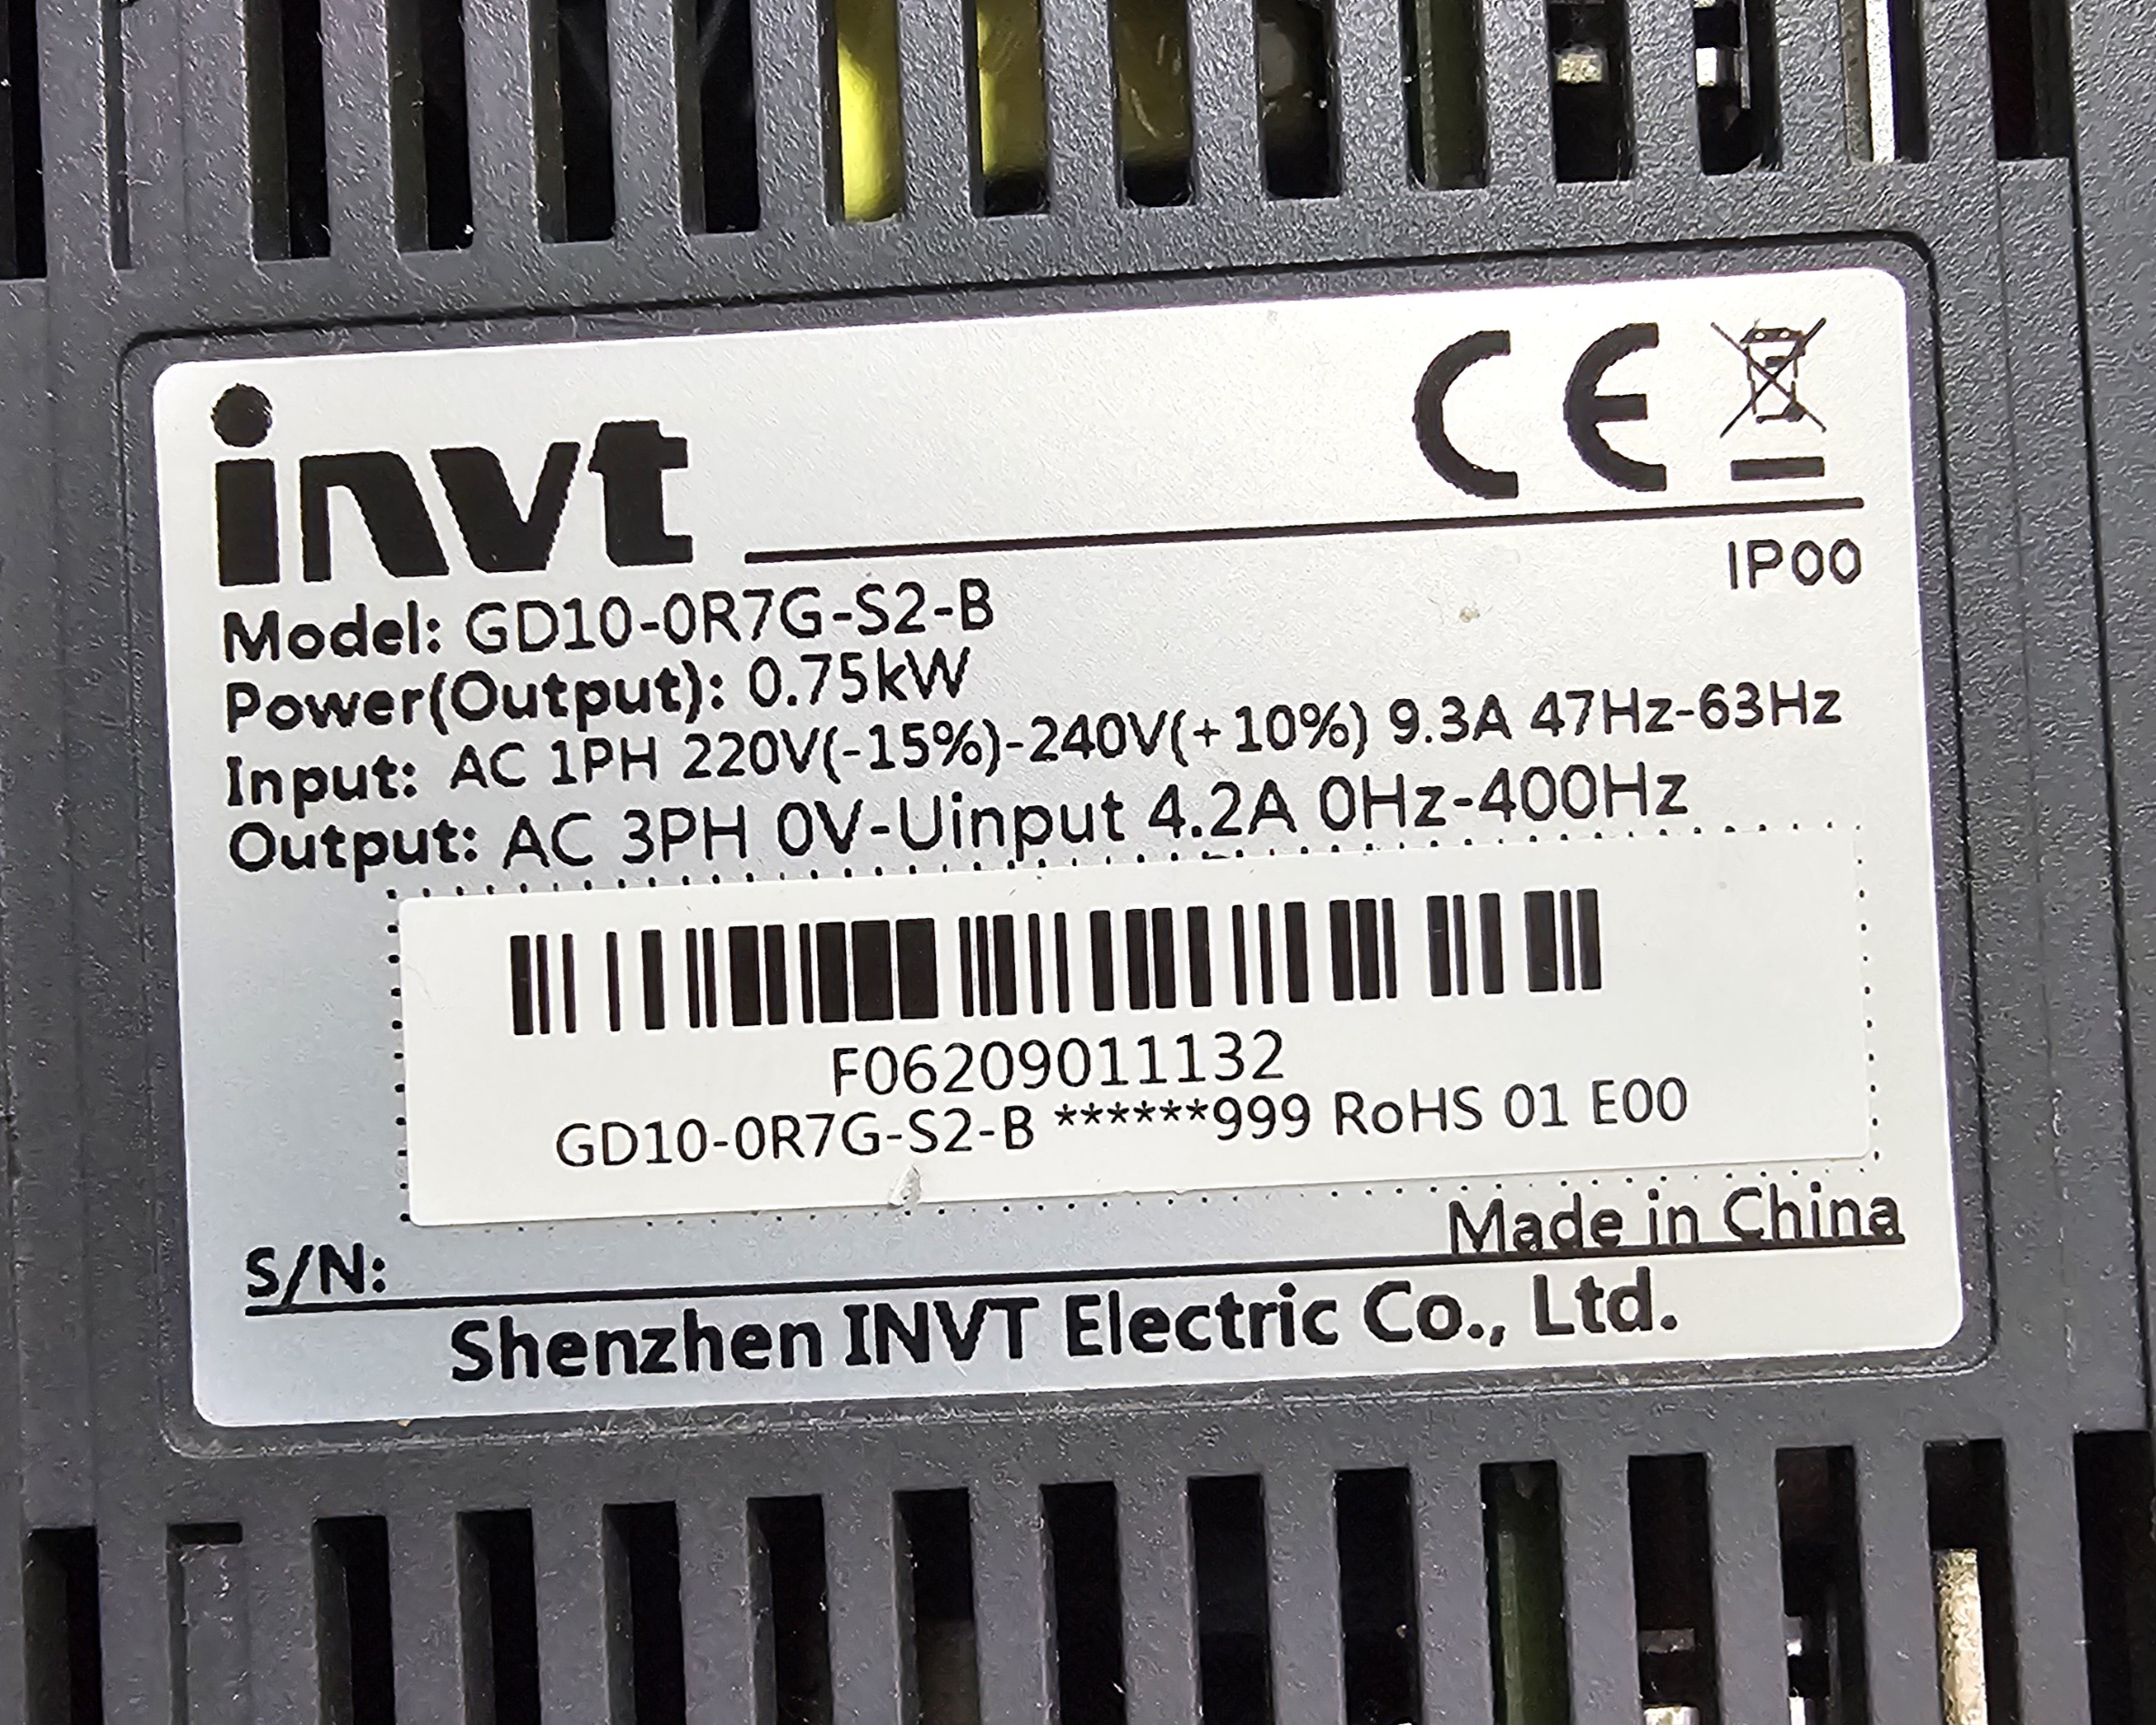 invt CE
IP00
Model: GD10-0R7G-S2-B
Power(Output): 0.75kW
Input: AC 1PH 220V(-15%)-240V(+10%) 9.3A 47Hz-63Hz
Output: AC 3PH 0V-Uinput 4.2A 0Hz-400Hz
F06209011132
GD10-0R7G-S2-B ******999 RoHS 01 E00
Made in China
S/N:
Shenzhen INVT Electric Co., Ltd.